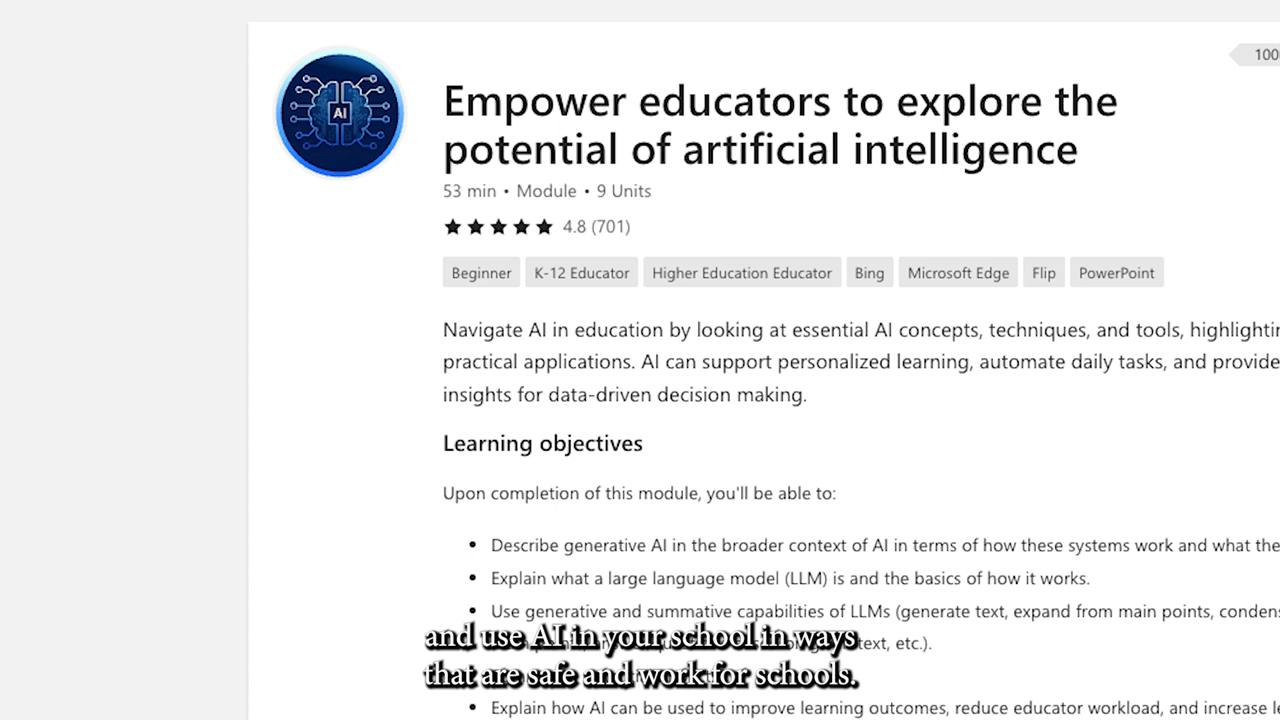 100
AI
Empower educators to explore the
potential of artificial intelligence
53 min • Module • 9 Units
4.8 (701)
Beginner K-12 Educator Higher Education Educator Bing Microsoft Edge Flip PowerPoint
Navigate AI in education by looking at essential AI concepts, techniques, and tools,
practical applications. AI can support personalized learning, automate daily tasks, and provide
insights for data-driven decision making.
Learning objectives
Upon completion of this module, you'll be able to:
• Describe generative AI in the broader context of AI in terms of how these systems work and what
• Explain what a large language model (LLM) is and the basics of how it works.
• Use generative and summative capabilities of LLMs (generate text, expand from main points,
text, etc.).
and use AI in your school in ways
that are safe and work for schools.
• Explain how AI can be used to improve learning outcomes, reduce educator workload, and increase